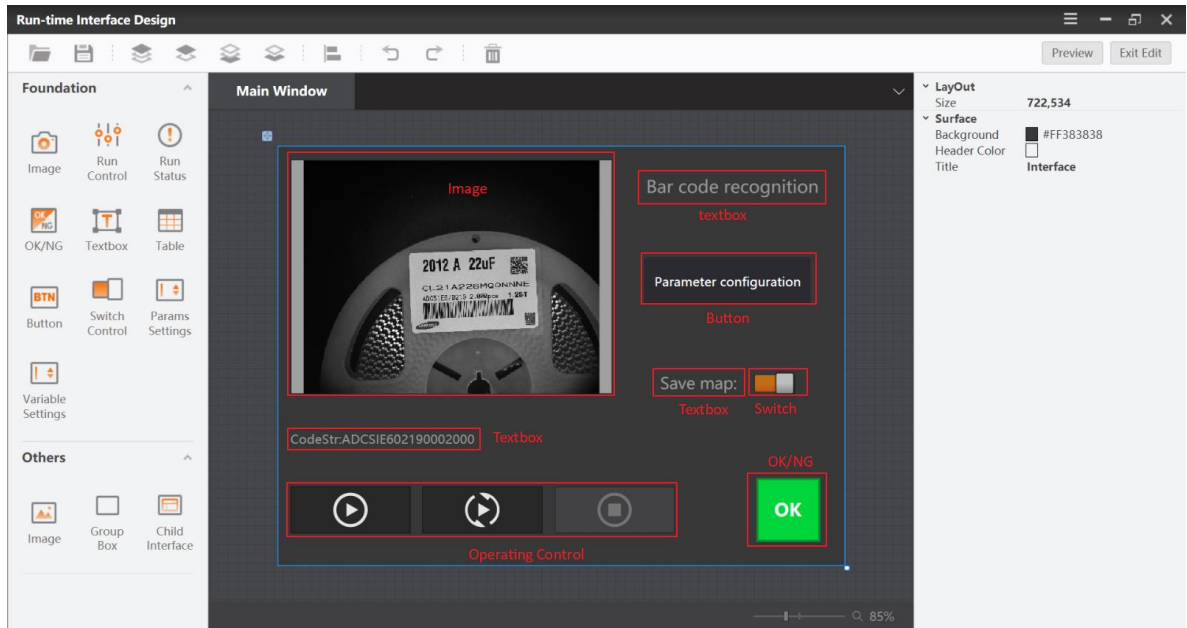 Run-time Interface Design
Preview
Exit Edit
Foundation
Image
Run Control
Run Status
OK/NG
Textbox
Table
Button
Switch Control
Params Settings
Variable Settings
Others
Image
Group Box
Child Interface
Main Window
Image
2012 A 22uF
CL21A226MQQNNNE
Bar code recognition
textbox
Parameter configuration
Button
Save map:
Textbox
Switch
CodeStr:ADCSIE602190002000
Textbox
OK/NG
OK
Operating Control
85%
LayOut
Size 722,534
Surface
Background #FF383838
Header Color
Title Interface